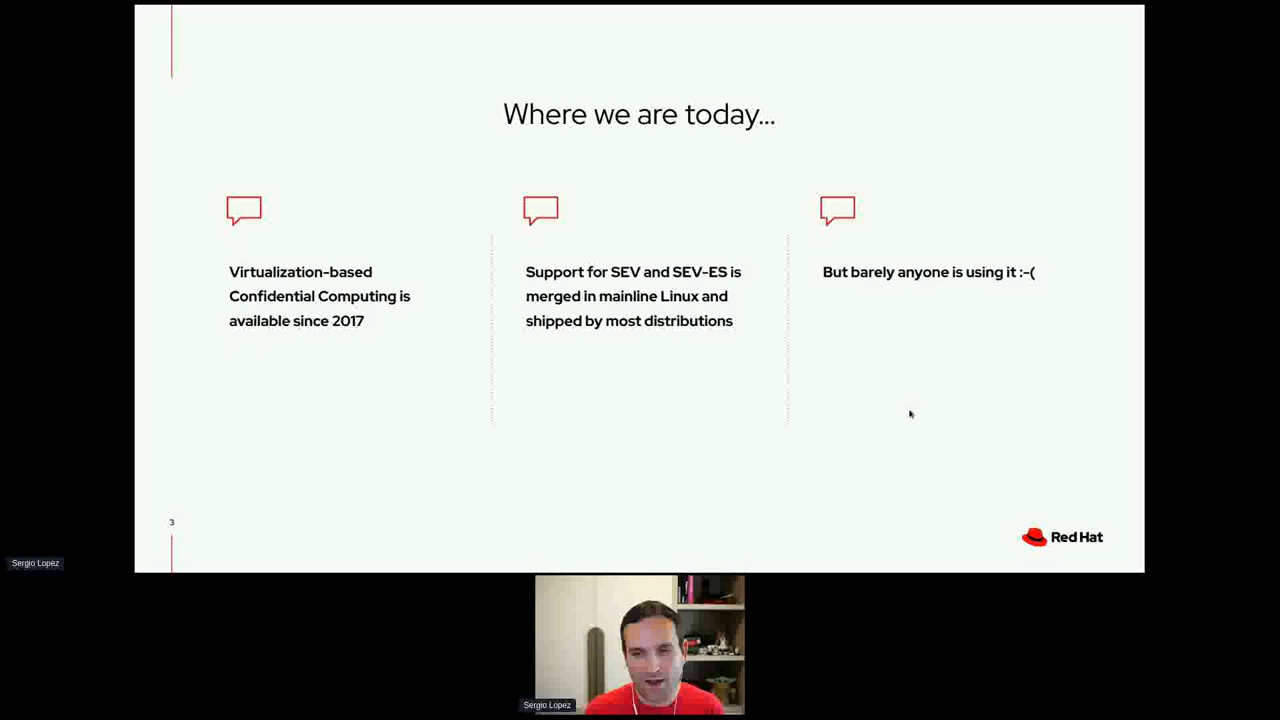 Where we are today...
Virtualization-based
Confidential Computing is
available since 2017
Support for SEV and SEV-ES is
merged in mainline Linux and
shipped by most distributions
But barely anyone is using it :-(
3
Red Hat
Sergio Lopez
Sergio Lopez